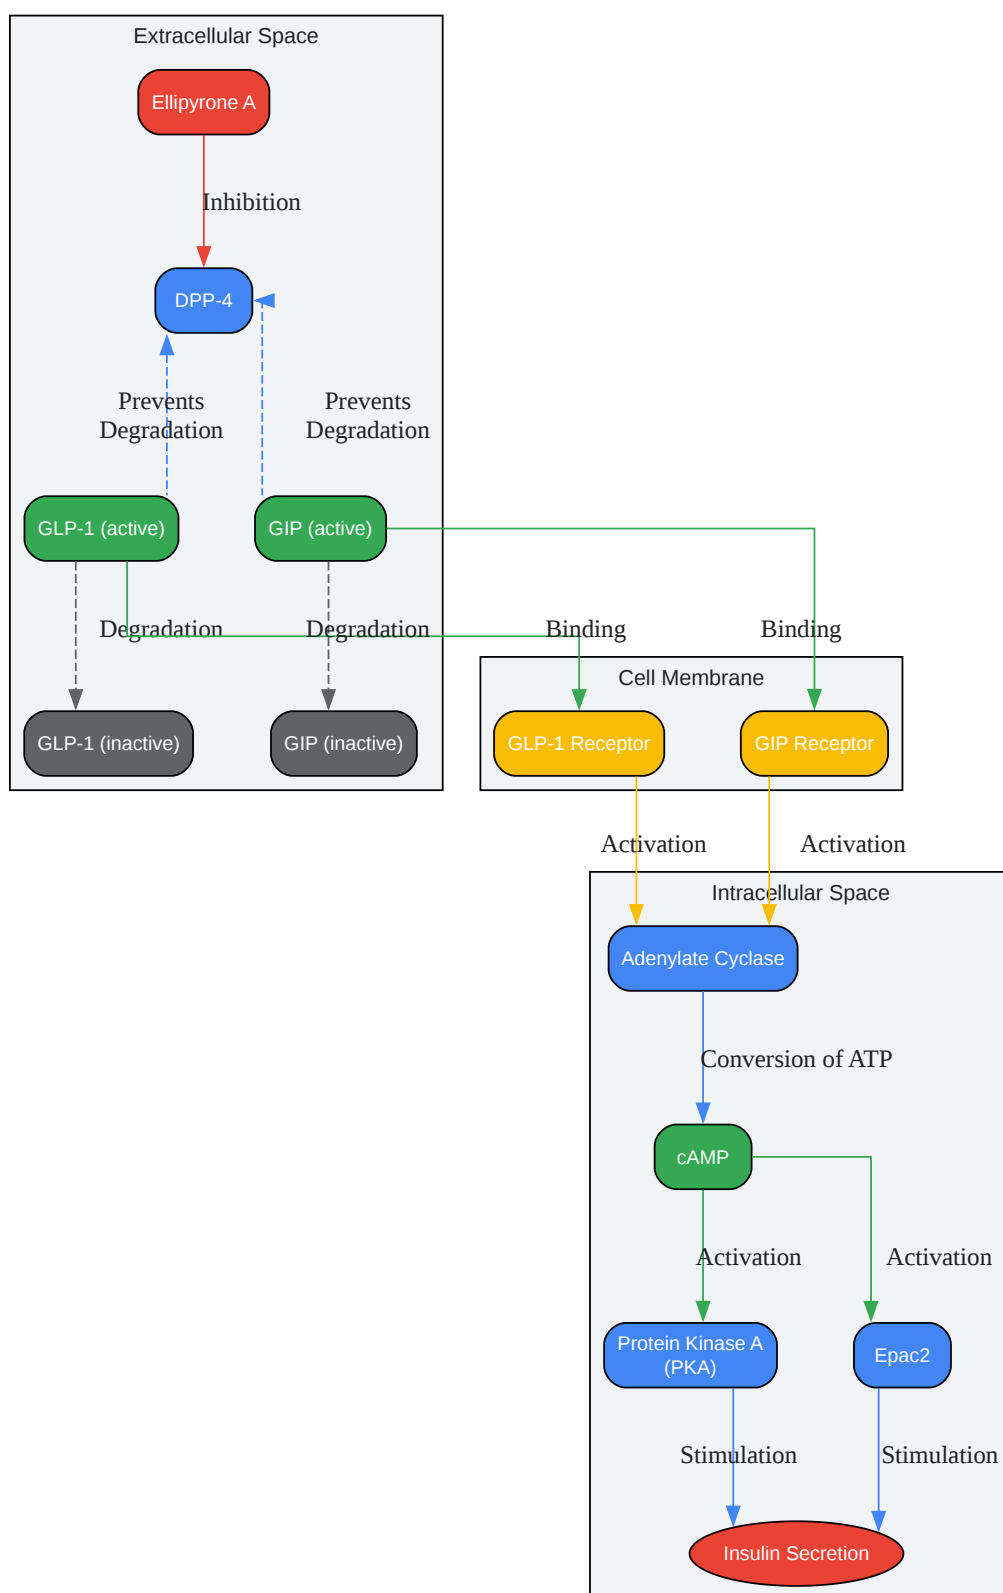 Extracellular Space
Ellipyrone A
Inhibition
DPP-4
Prevents
Degradation
Prevents
Degradation
GLP-1 (active)
GIP (active)
Degradation
Degradation
Binding
Binding
Cell Membrane
GLP-1 (inactive)
GIP (inactive)
GLP-1 Receptor
GIP Receptor
Activation
Activation
Intracellular Space
Adenylate Cyclase
Conversion of ATP
cAMP
Activation
Activation
Protein Kinase A
(PKA)
Epac2
Stimulation
Stimulation
Insulin Secretion